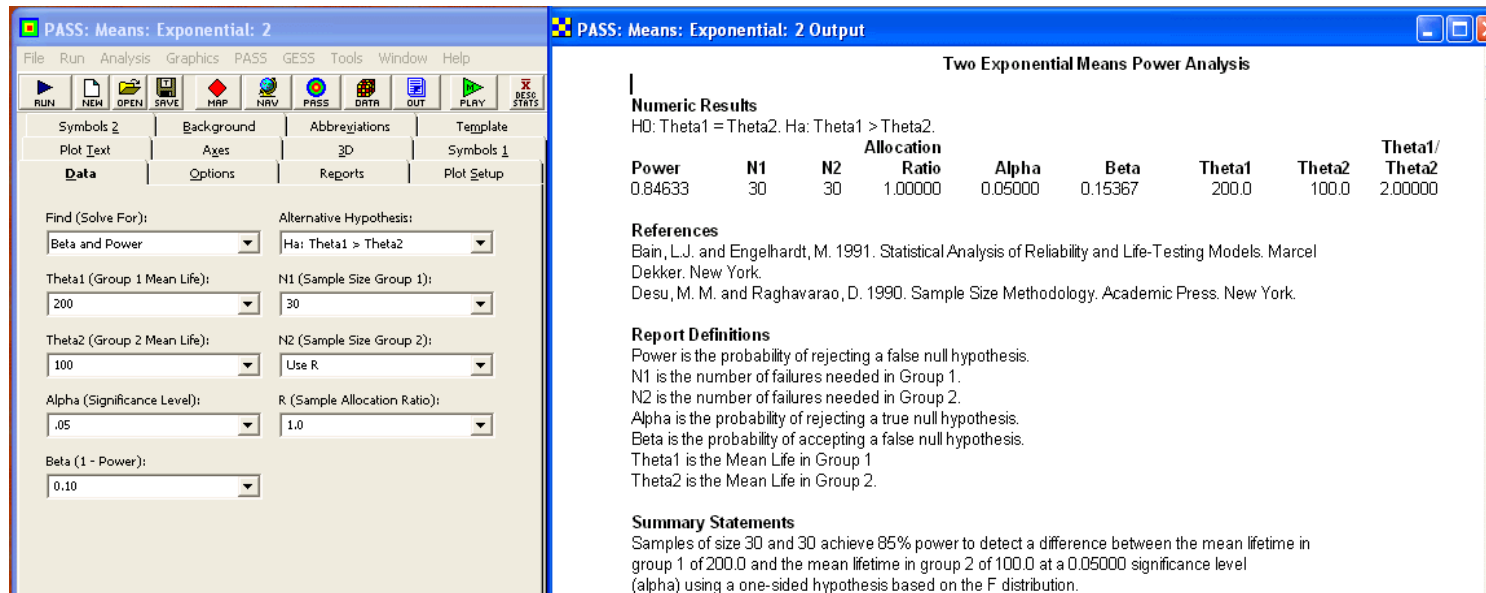 PASS: Means: Exponential: 2
File Run Analysis Graphics PASS GESS Tools Window Help
RUN NEW OPEN SAVE MAP NAV PASS DATA OUT PLAY X DESC STATS
Symbols 2 Background Abbreviations Template
Plot Text Axes 3D Symbols 1
Data Options Reports Plot Setup
Find (Solve For): Alternative Hypothesis:
Beta and Power Ha: Theta1 > Theta2
Theta1 (Group 1 Mean Life): N1 (Sample Size Group 1):
200 30
Theta2 (Group 2 Mean Life): N2 (Sample Size Group 2):
100 Use R
Alpha (Significance Level): R (Sample Allocation Ratio):
.05 1.0
Beta (1 - Power):
0.10
PASS: Means: Exponential: 2 Output
Two Exponential Means Power Analysis
Numeric Results
H0: Theta1 = Theta2. Ha: Theta1 > Theta2.
Allocation Theta1/
Power N1 N2 Ratio Alpha Beta Theta1 Theta2 Theta2
0.84633 30 30 1.00000 0.05000 0.15367 200.0 100.0 2.00000
References
Bain, L.J. and Engelhardt, M. 1991. Statistical Analysis of Reliability and Life-Testing Models. Marcel
Dekker. New York.
Desu, M. M. and Raghavarao, D. 1990. Sample Size Methodology. Academic Press. New York.
Report Definitions
Power is the probability of rejecting a false null hypothesis.
N1 is the number of failures needed in Group 1.
N2 is the number of failures needed in Group 2.
Alpha is the probability of rejecting a true null hypothesis.
Beta is the probability of accepting a false null hypothesis.
Theta1 is the Mean Life in Group 1
Theta2 is the Mean Life in Group 2.
Summary Statements
Samples of size 30 and 30 achieve 85% power to detect a difference between the mean lifetime in
group 1 of 200.0 and the mean lifetime in group 2 of 100.0 at a 0.05000 significance level
(alpha) using a one-sided hypothesis based on the F distribution.